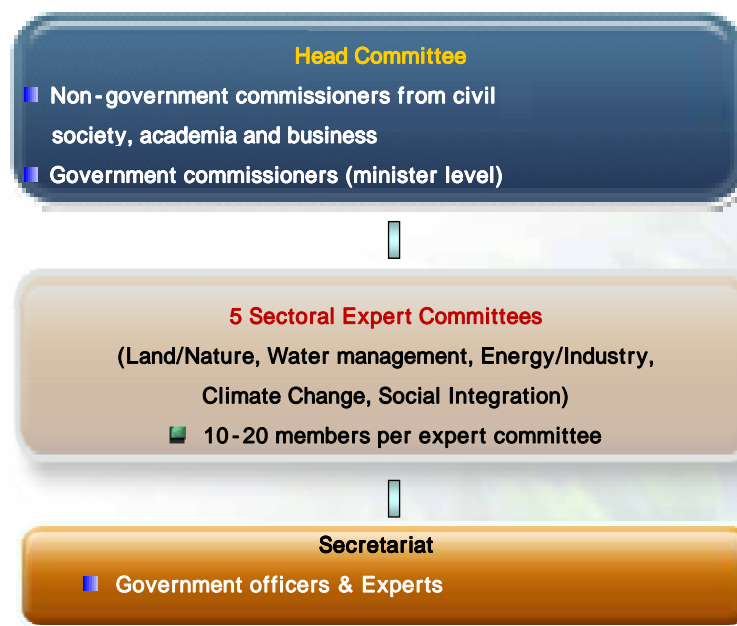 Head Committee
Non-government commissioners from civil
society, academia and business
Government commissioners (minister level)
5 Sectoral Expert Committees
(Land/Nature, Water management, Energy/Industry,
Climate Change, Social Integration)
10-20 members per expert committee
Secretariat
Government officers & Experts